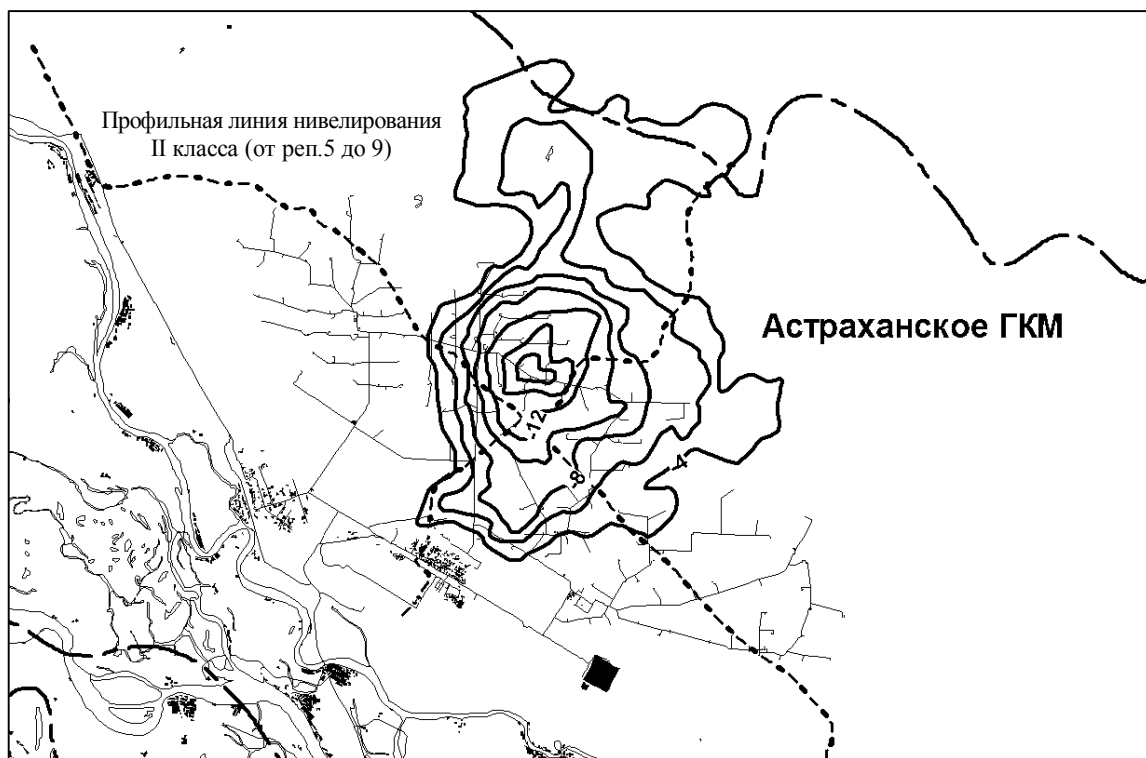 Профильная линия нивелирования
II класса (от реп.5 до 9)
Астраханское ГКМ
-12
-8
-4